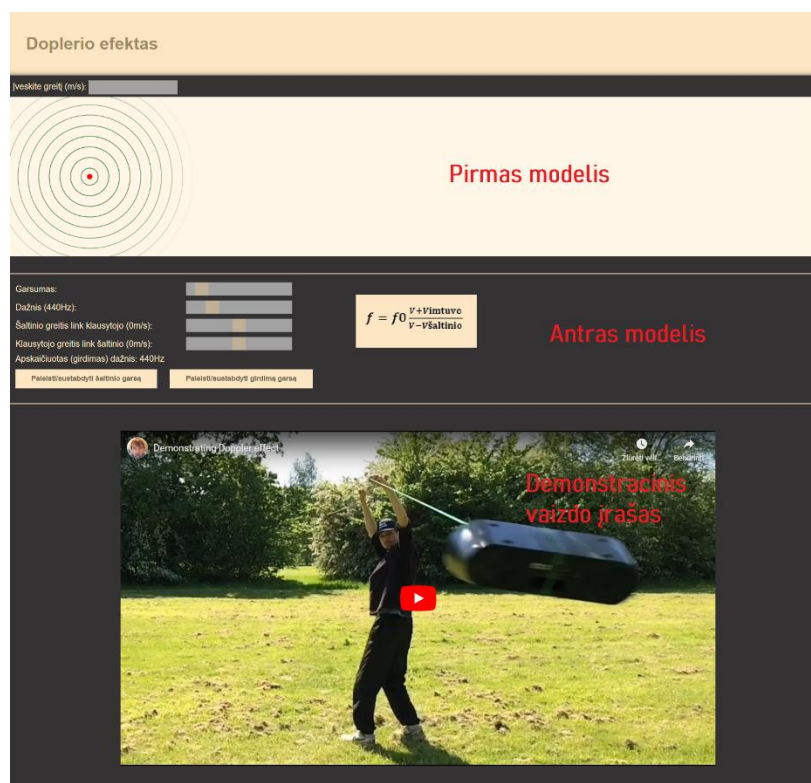 Doplerio efektas
Įveskite greitį (m/s):
Pirmas modelis
Garsumas:
Dažnis (440Hz):
Šaltinio greitis link klausytojo (0m/s):
Klausytojo greitis link šaltinio (0m/s):
Apskaičiuotas (girdimas) dažnis: 440Hz
Paleisti/sustabdyti šaltinio garsą
Paleisti/sustabdyti girdimą garsą
f = f0 V+Vimtuvo
V−Všaltinio
Antras modelis
Demonstrating Doppler effect
Žiūrėti vėl...
Bendrinti
Demonstracinis
vaizdo įrašas